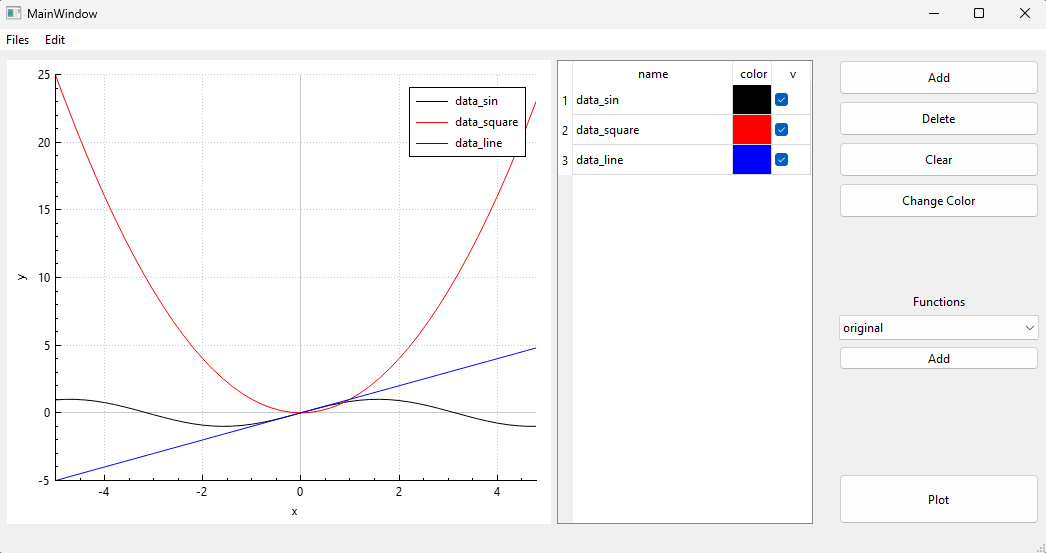 MainWindow
Files Edit
25
20
15
10
5
0
-5
y
-4 -2 0 2 4
x
data_sin
data_square
data_line
name color v
1 data_sin
2 data_square
3 data_line
Add
Delete
Clear
Change Color
Functions
original
Add
Plot